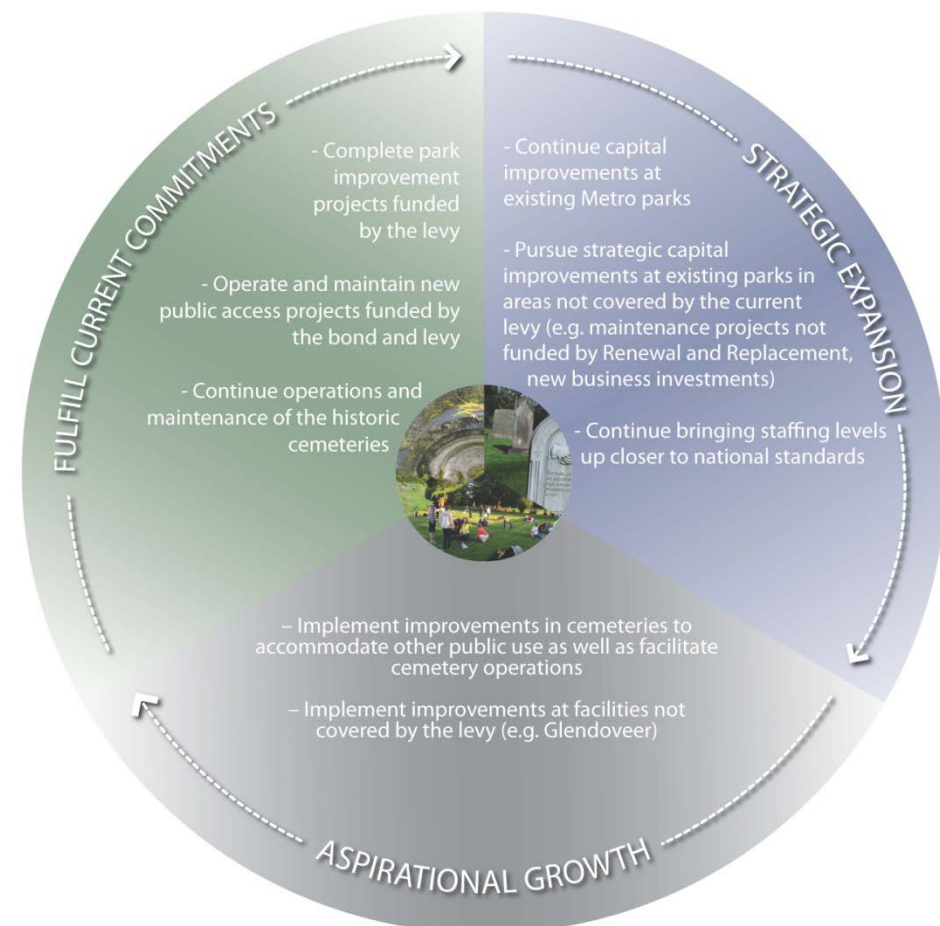 FULFILL CURRENT COMMITMENTS
- Complete park
improvement
projects funded
by the levy
- Operate and maintain new
public access projects funded by
the bond and levy
- Continue operations and
maintenance of the historic
cemeteries
STRATEGIC EXPANSION
- Continue capital
improvements at
existing Metro parks
- Pursue strategic capital
improvements at existing parks in
areas not covered by the current
levy (e.g. maintenance projects not
funded by Renewal and Replacement,
new business investments)
- Continue bringing staffing levels
up closer to national standards
– Implement improvements in cemeteries to
accommodate other public use as well as facilitate
cemetery operations
– Implement improvements at facilities not
covered by the levy (e.g. Glendoveer)
ASPIRATIONAL GROWTH